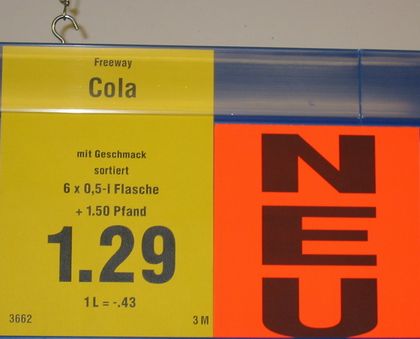 Freeway
Cola
mit Geschmack
sortiert
6 x 0,5-l Flasche
+ 1.50 Pfand
1.29
1 L = -.43
3662
3 M
NEU